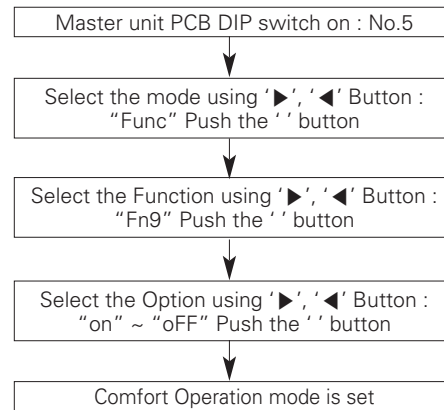 Master unit PCB DIP switch on : No.5
Select the mode using ‘▶’, ‘◀’ Button :
“Func” Push the ‘ ’ button
Select the Function using ‘▶’, ‘◀’ Button :
“Fn9” Push the ‘ ’ button
Select the Option using ‘▶’, ‘◀’ Button :
“on” ~ “oFF” Push the ‘ ’ button
Comfort Operation mode is set